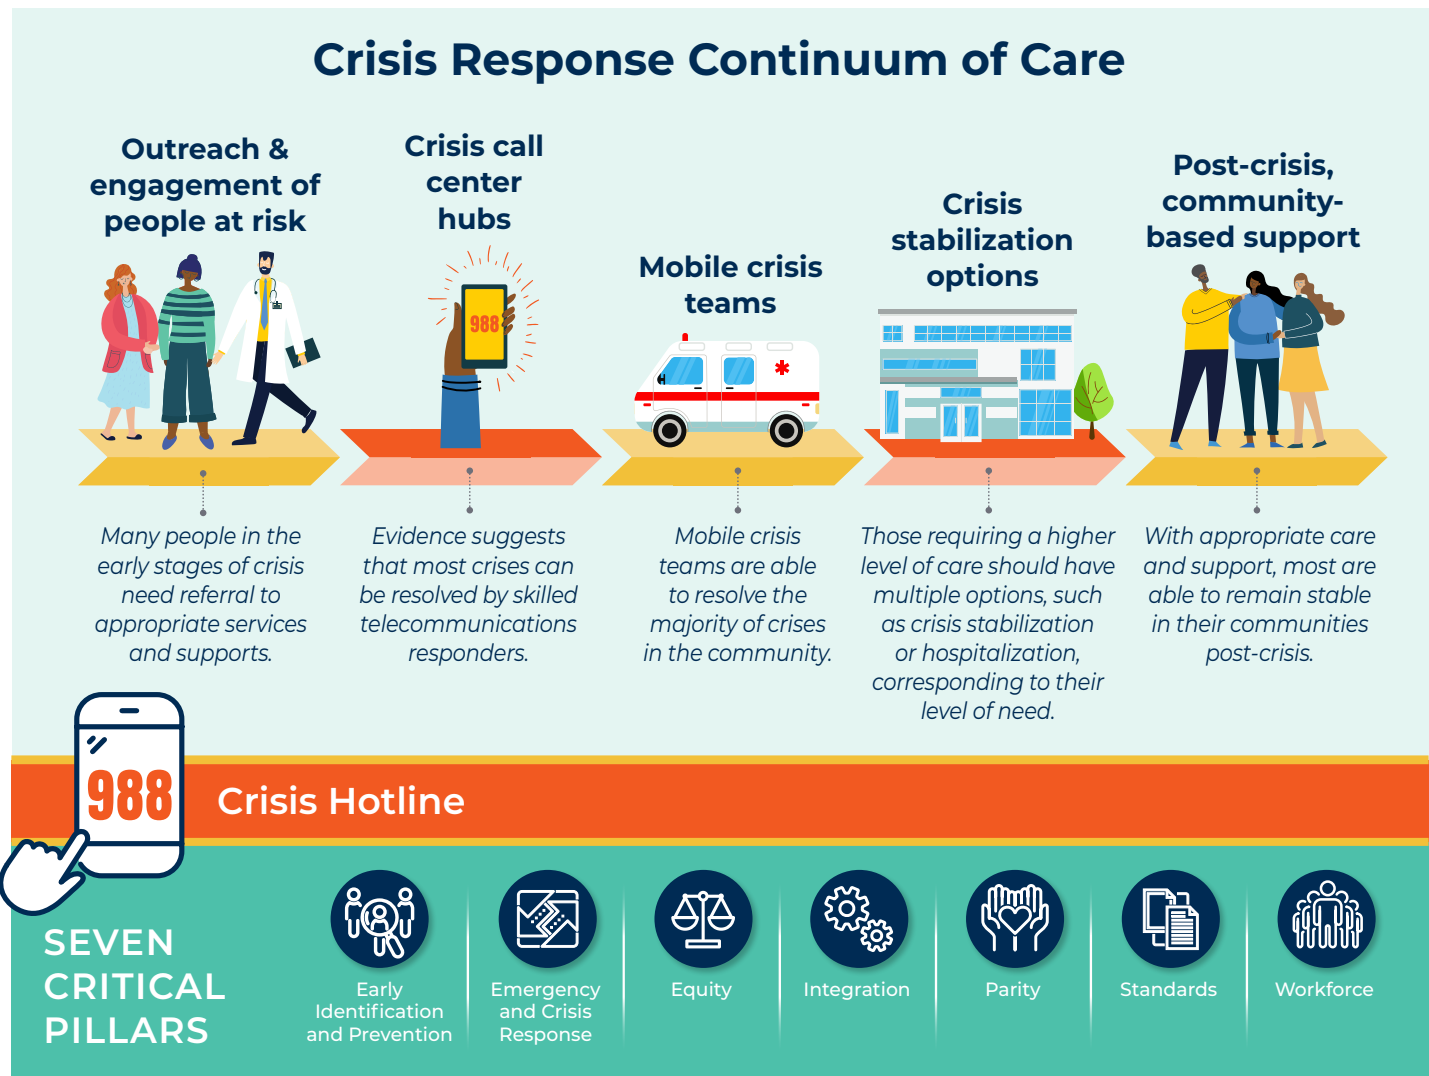 Crisis Response Continuum of Care
Outreach &
engagement of
people at risk
Crisis call
center
hubs
988
Mobile crisis
teams
Crisis
stabilization
options
Post-crisis,
community-
based support
Many people in the
early stages of crisis
need referral to
appropriate services
and supports.
Evidence suggests
that most crises can
be resolved by skilled
telecommunications
responders.
Mobile crisis
teams are able
to resolve the
majority of crises
in the community.
Those requiring a higher
level of care should have
multiple options, such
as crisis stabilization
or hospitalization,
corresponding to their
level of need.
With appropriate care
and support, most are
able to remain stable
in their communities
post-crisis.
988
Crisis Hotline
SEVEN
CRITICAL
PILLARS
Early
Identification
and Prevention
Emergency
and Crisis
Response
Equity
Integration
Parity
Standards
Workforce